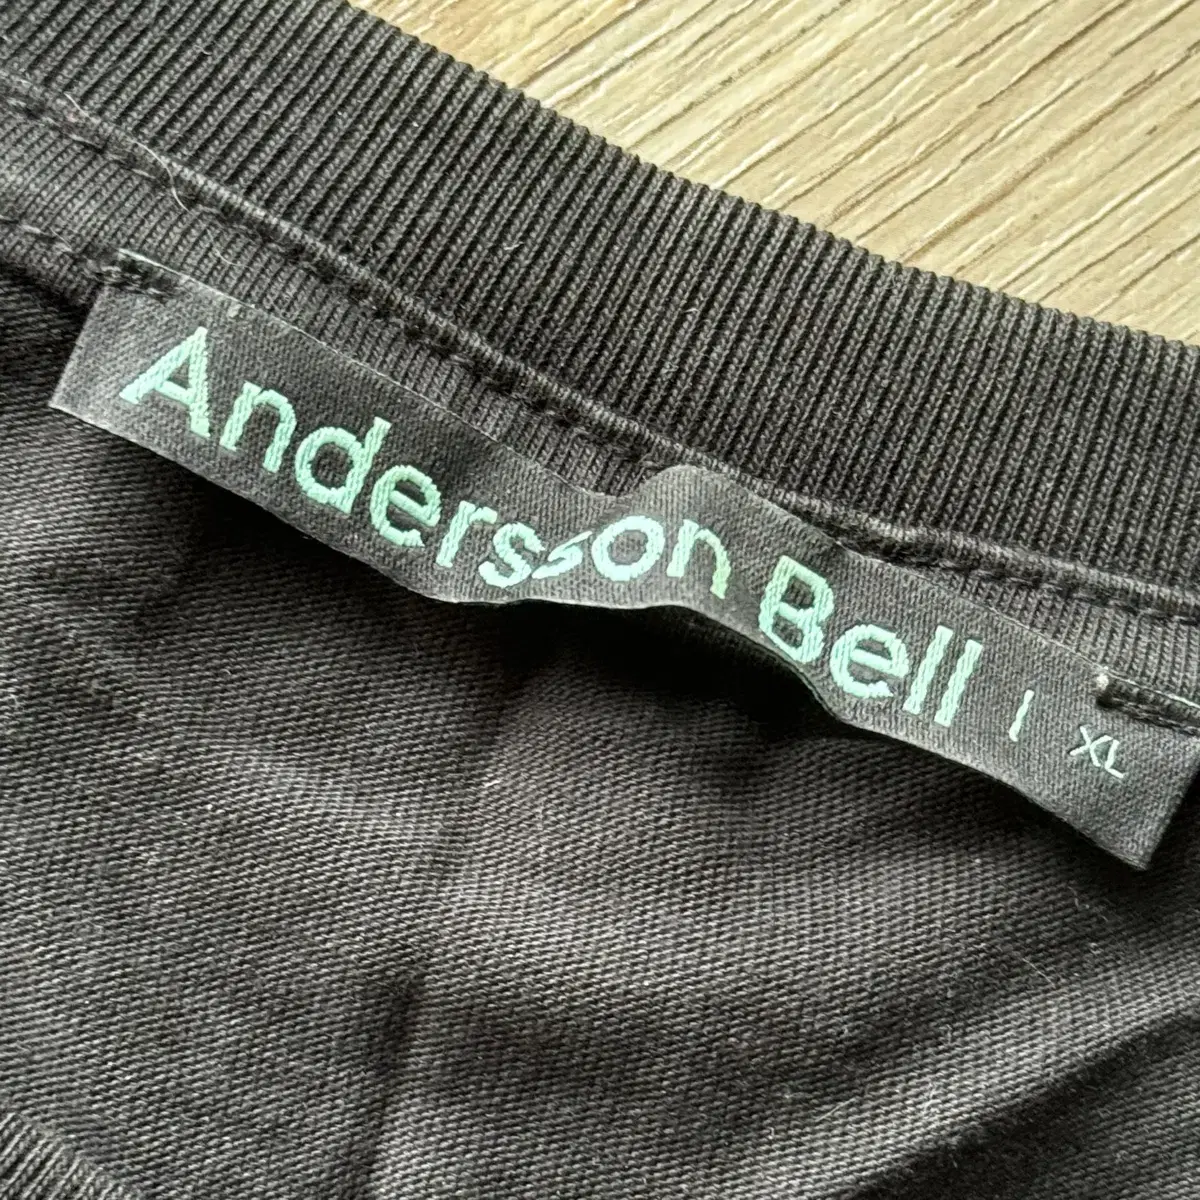 Andersson Bell | XL